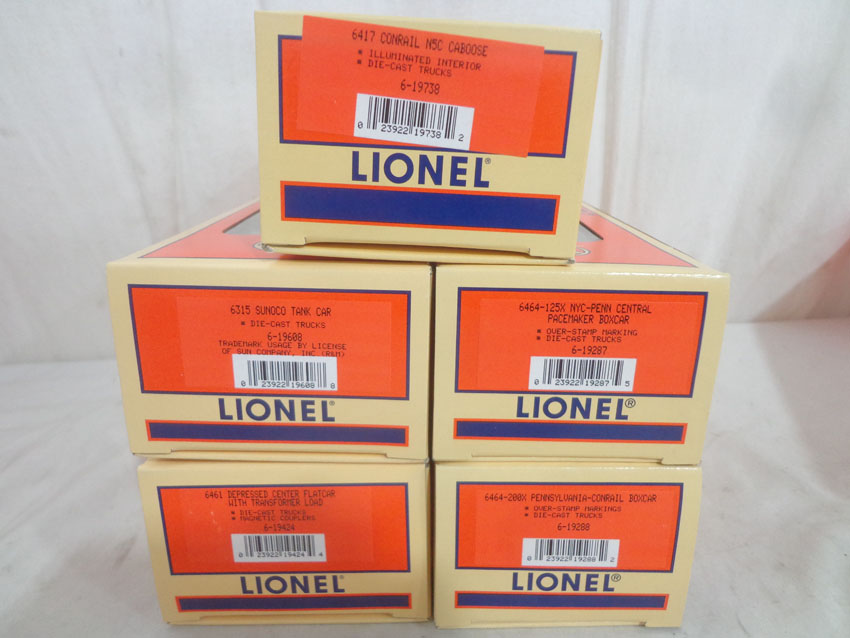 6417 CONRAIL N5C CABOOSE
* ILLUMINATED INTERIOR
* DIE-CAST TRUCKS
6-19738
0 23922 19738 2
LIONEL®
6315 SUNOCO TANK CAR
* DIE-CAST TRUCKS
6-19608
TRADEMARK USAGE BY LICENSE
OF SUN COMPANY, INC (R&M)
0 23922 19608 8
LIONEL
6464-125X NYC-PENN CENTRAL
PACEMAKER BOXCAR
* OVER-STAMP MARKING
* DIE-CAST TRUCKS
6-19287
0 23922 19287 5
LIONEL®
6461 DEPRESSED CENTER FLATCAR
WITH TRANSFORMER LOAD
* DIE-CAST TRUCKS
* MAGNETIC COUPLERS
6-19424
0 23922 19424 4
LIONEL
6464-200X PENNSYLVANIA-CONRAIL BOXCAR
* OVER-STAMP MARKINGS
* DIE-CAST TRUCKS
6-19288
0 23922 19288 2
LIONEL®